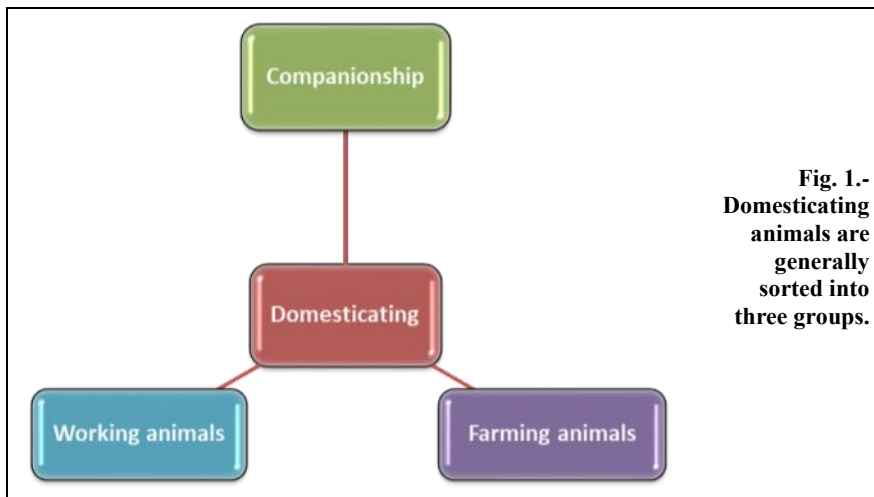 Companionship
Fig. 1.-
Domesticating
animals are
generally
sorted into
three groups.
Domesticating
Working animals
Farming animals